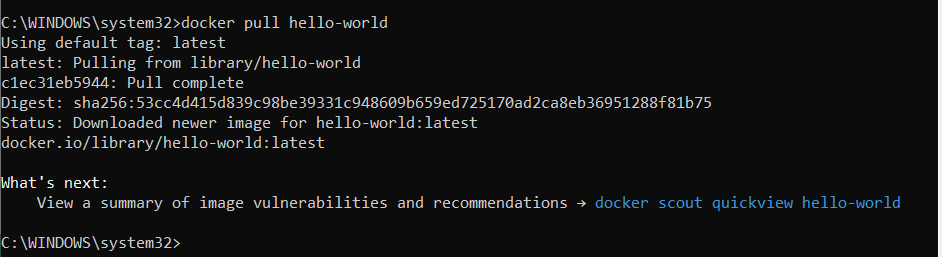 C:\WINDOWS\system32>docker pull hello-world
Using default tag: latest
latest: Pulling from library/hello-world
c1ec31eb5944: Pull complete
Digest: sha256:53cc4d415d839c98be39331c948609b659ed725170ad2ca8eb36951288f81b75
Status: Downloaded newer image for hello-world:latest
docker.io/library/hello-world:latest

What's next:
    View a summary of image vulnerabilities and recommendations → docker scout quickview hello-world

C:\WINDOWS\system32>